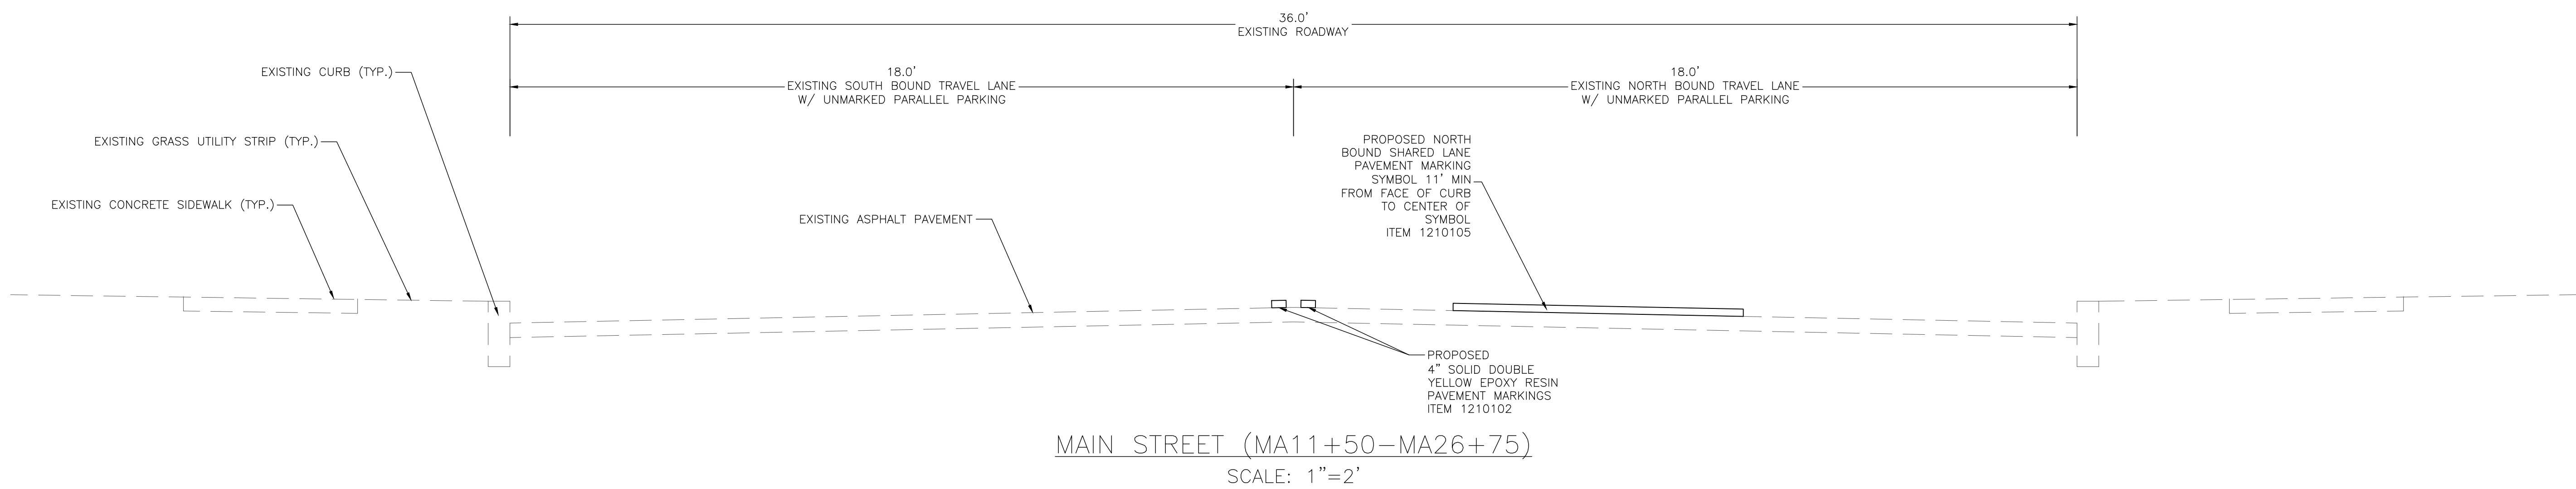 36.0'
EXISTING ROADWAY
EXISTING CURB (TYP.)
18.0'
EXISTING SOUTH BOUND TRAVEL LANE
W/ UNMARKED PARALLEL PARKING
18.0'
EXISTING NORTH BOUND TRAVEL LANE
W/ UNMARKED PARALLEL PARKING
EXISTING GRASS UTILITY STRIP (TYP.)
PROPOSED NORTH
BOUND SHARED LANE
PAVEMENT MARKING
SYMBOL 11' MIN
FROM FACE OF CURB
TO CENTER OF
SYMBOL
ITEM 1210105
EXISTING CONCRETE SIDEWALK (TYP.)
EXISTING ASPHALT PAVEMENT
PROPOSED
4" SOLID DOUBLE
YELLOW EPOXY RESIN
PAVEMENT MARKINGS
ITEM 1210102
MAIN STREET (MA11+50-MA26+75)
SCALE: 1"=2'